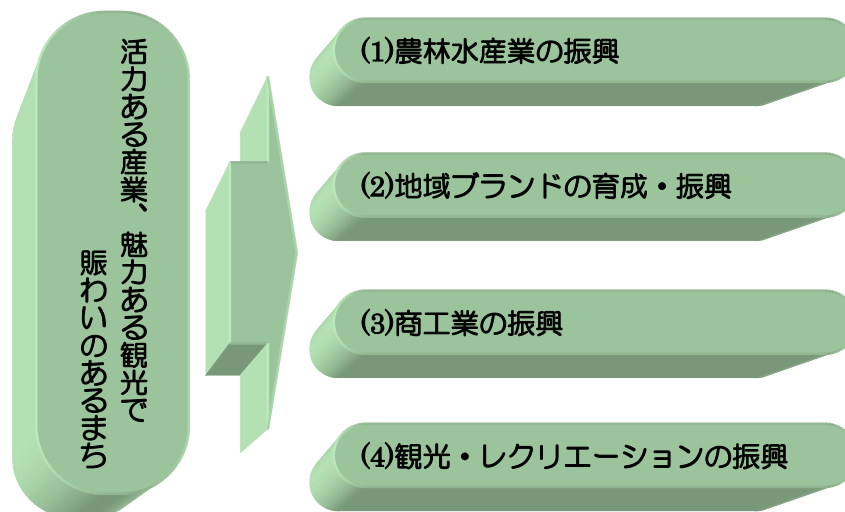 活力ある産業、魅力ある観光で
賑わいのあるまち
(1)農林水産業の振興
(2)地域ブランドの育成・振興
(3)商工業の振興
(4)観光・レクリエーションの振興